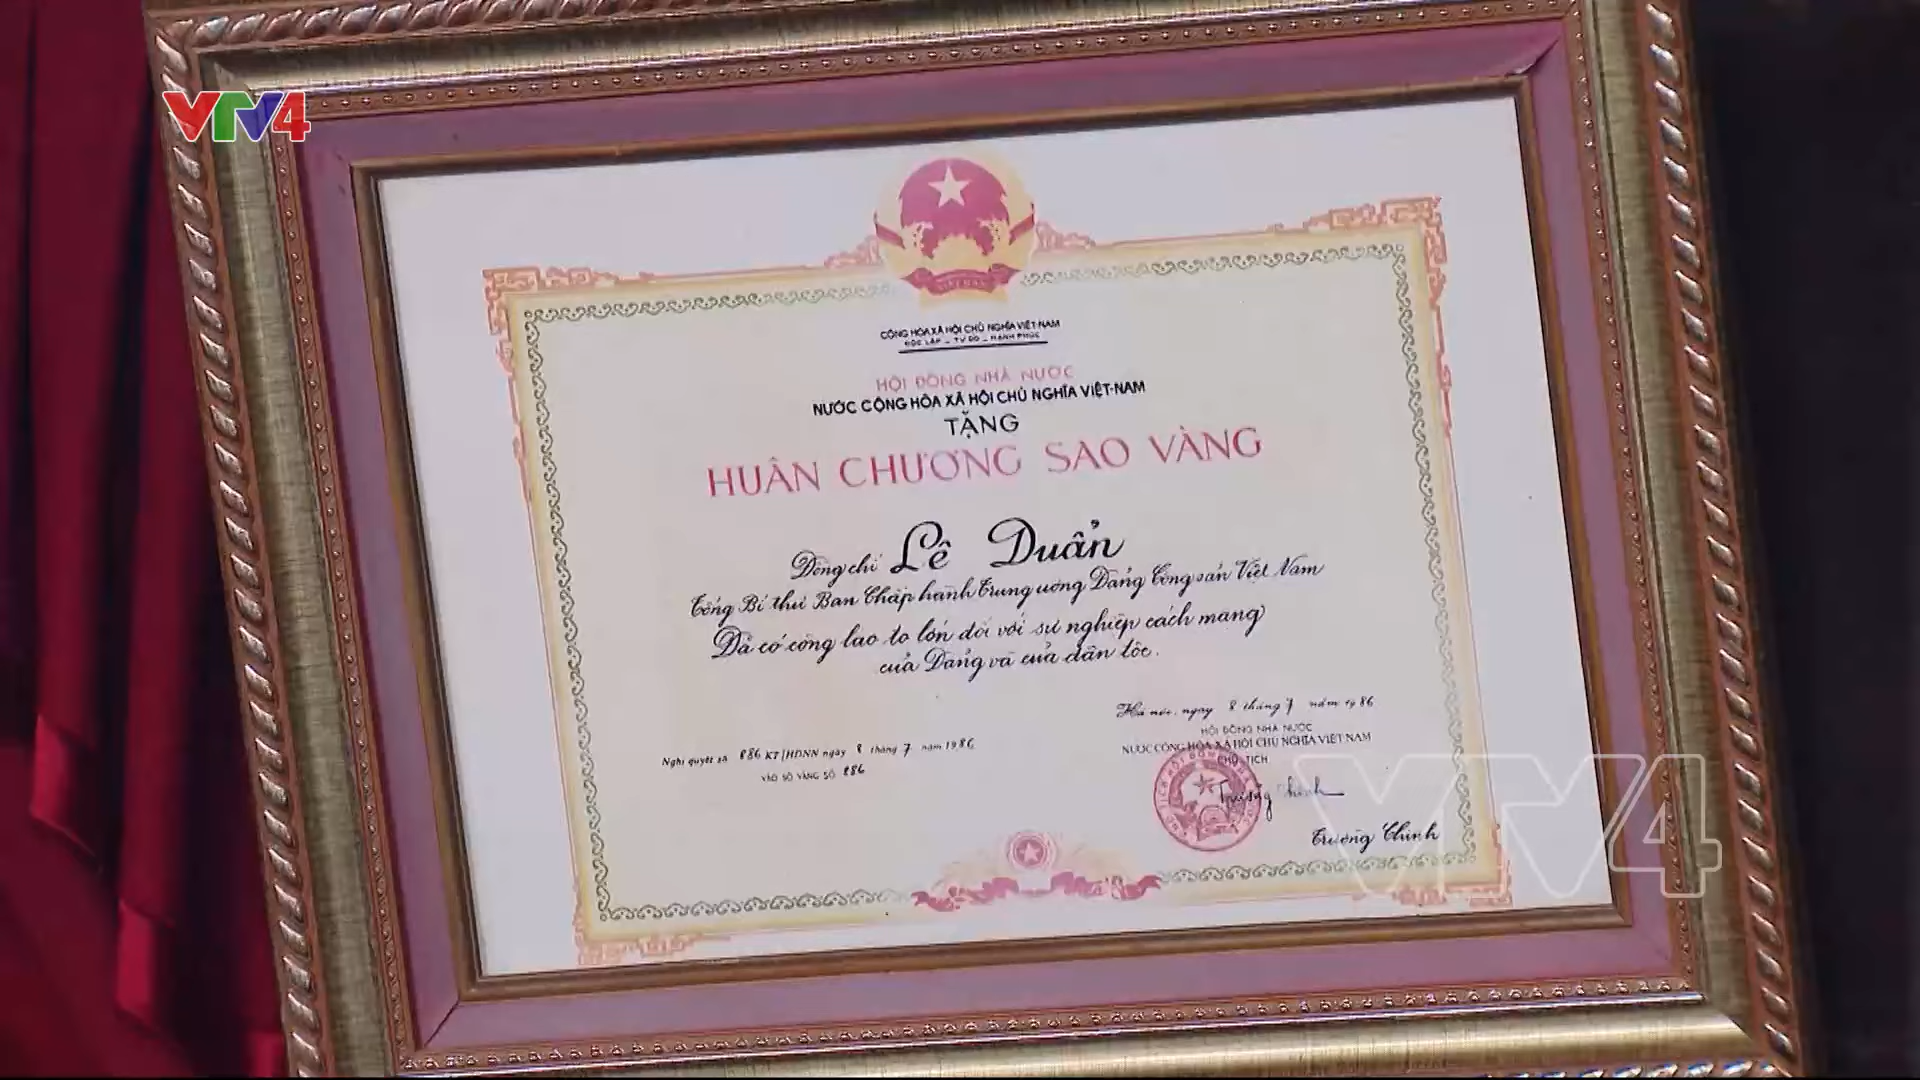 VTV4
VIỆT NAM
CỘNG HÒA XÃ HỘI CHỦ NGHĨA VIỆT-NAM
ĐỘC LẬP - TỰ DO - HẠNH PHÚC
HỘI ĐỒNG NHÀ NƯỚC
NƯỚC CỘNG HÒA XÃ HỘI CHỦ NGHĨA VIỆT-NAM
TẶNG
HUÂN CHƯƠNG SAO VÀNG
Đồng chí Lê Duẩn
Tổng Bí thư Ban Chấp hành Trung ương Đảng Cộng sản Việt Nam
Đã có công lao to lớn đối với sự nghiệp cách mạng
của Đảng và của dân tộc.
Hà nội, ngày 8 tháng 7 năm 1986
HỘI ĐỒNG NHÀ NƯỚC
NƯỚC CỘNG HÒA XÃ HỘI CHỦ NGHĨA VIỆT NAM
CHỦ TỊCH
Nghị quyết số 886 KT/HĐNN ngày 8 tháng 7 năm 1986
VÀO SỔ VÀNG SỐ 886
Trường Chinh
Trường Chinh
VTV4